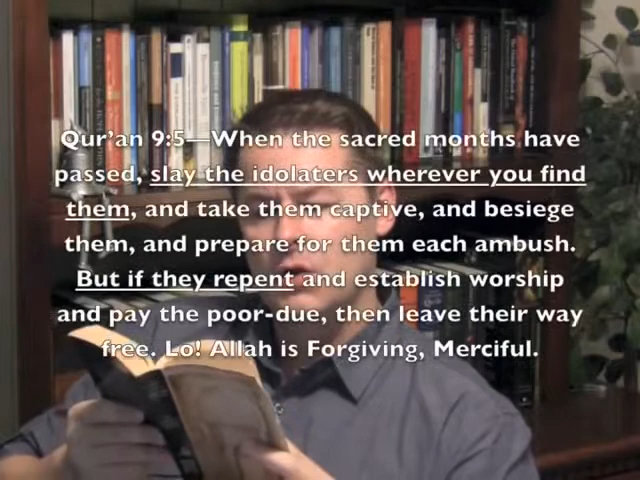 Qur'an 9:5—When the sacred months have
passed, slay the idolaters wherever you find
them, and take them captive, and besiege
them, and prepare for them each ambush.
But if they repent and establish worship
and pay the poor-due, then leave their way
free. Lo! Allah is Forgiving, Merciful.